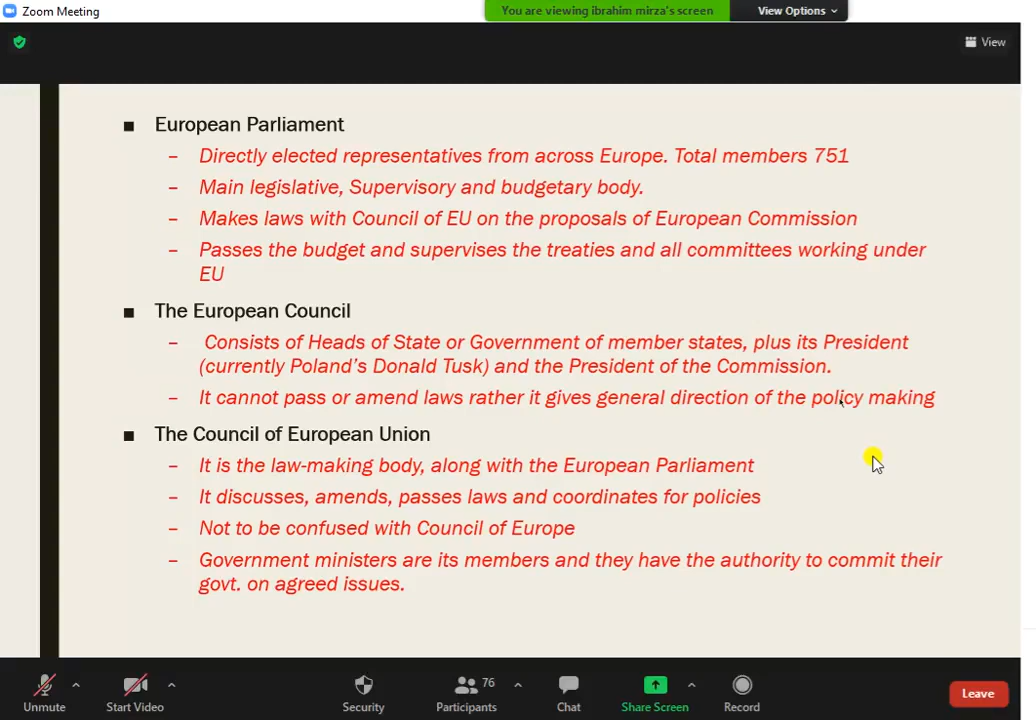 Zoom Meeting
You are viewing ibrahim mirza's screen
View Options
View
■ European Parliament
– Directly elected representatives from across Europe. Total members 751
– Main legislative, Supervisory and budgetary body.
– Makes laws with Council of EU on the proposals of European Commission
– Passes the budget and supervises the treaties and all committees working under
EU
■ The European Council
– Consists of Heads of State or Government of member states, plus its President
(currently Poland's Donald Tusk) and the President of the Commission.
– It cannot pass or amend laws rather it gives general direction of the policy making
■ The Council of European Union
– It is the law-making body, along with the European Parliament
– It discusses, amends, passes laws and coordinates for policies
– Not to be confused with Council of Europe
– Government ministers are its members and they have the authority to commit their
govt. on agreed issues.
Unmute
Start Video
Security
76
Participants
Chat
Share Screen
Record
Leave